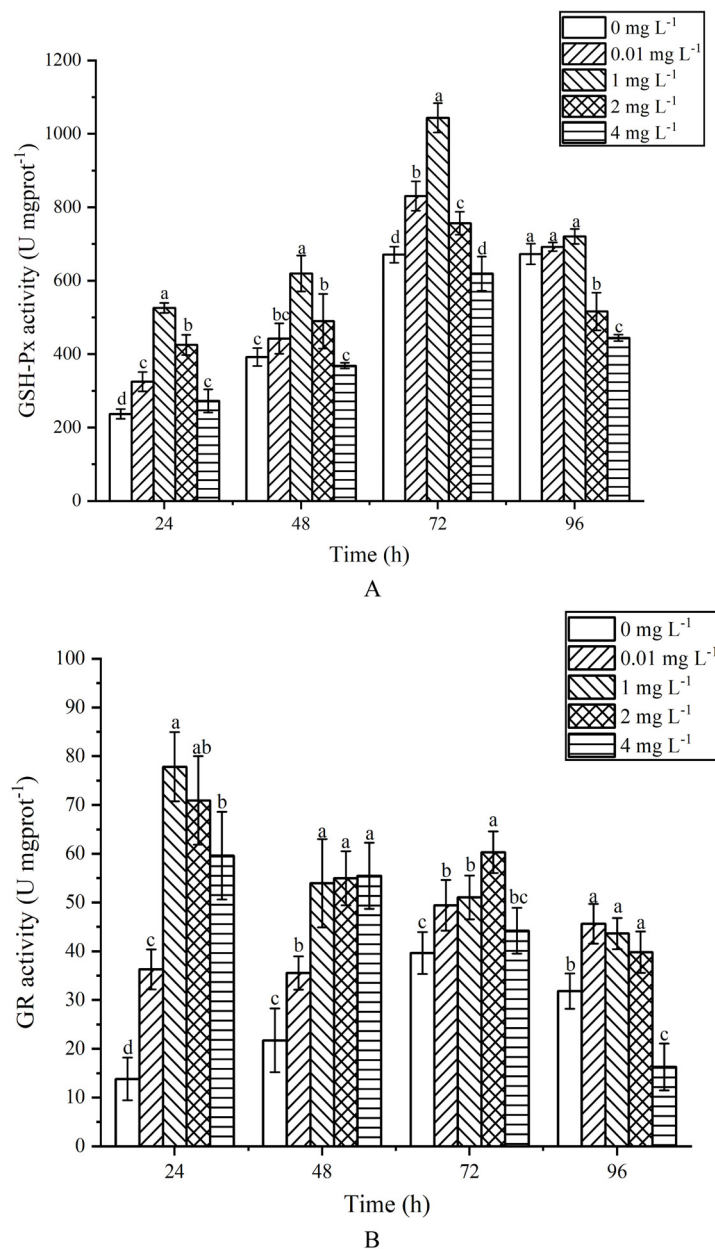 0 mg L⁻¹
0.01 mg L⁻¹
1 mg L⁻¹
2 mg L⁻¹
4 mg L⁻¹
GSH-Px activity (U mgprot⁻¹)
1200
1000
800
600
400
200
0
d c a b c
c bc a b c
d b a c d
a a a b c
24 48 72 96
Time (h)
A
0 mg L⁻¹
0.01 mg L⁻¹
1 mg L⁻¹
2 mg L⁻¹
4 mg L⁻¹
GR activity (U mgprot⁻¹)
100
90
80
70
60
50
40
30
20
10
0
d c a ab b
c b a a a
c b b a bc
b a a a c
24 48 72 96
Time (h)
B